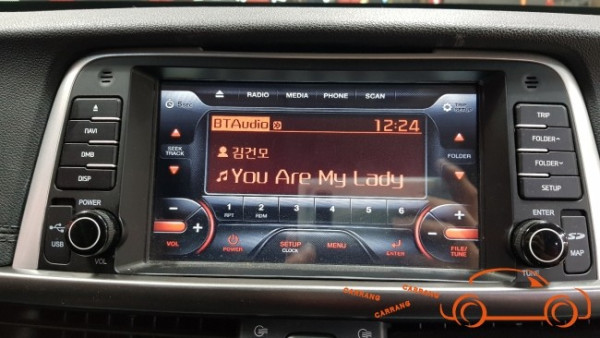 RADIO MEDIA PHONE SCAN
BTAudio 12:24
김건모
You Are My Lady
SEEK
TRACK
FOLDER
1 2 3 4 5 6
RPT RDM
VOL
POWER
SETUP
CLOCK
MENU
ENTER
FILE/
TUNE
NAVI
DMB
DISP
POWER
VOL
USB
TRIP
FOLDER
FOLDER
SETUP
ENTER
TUNE
SD
MAP
CARRANG
CARRANG
CARRANG